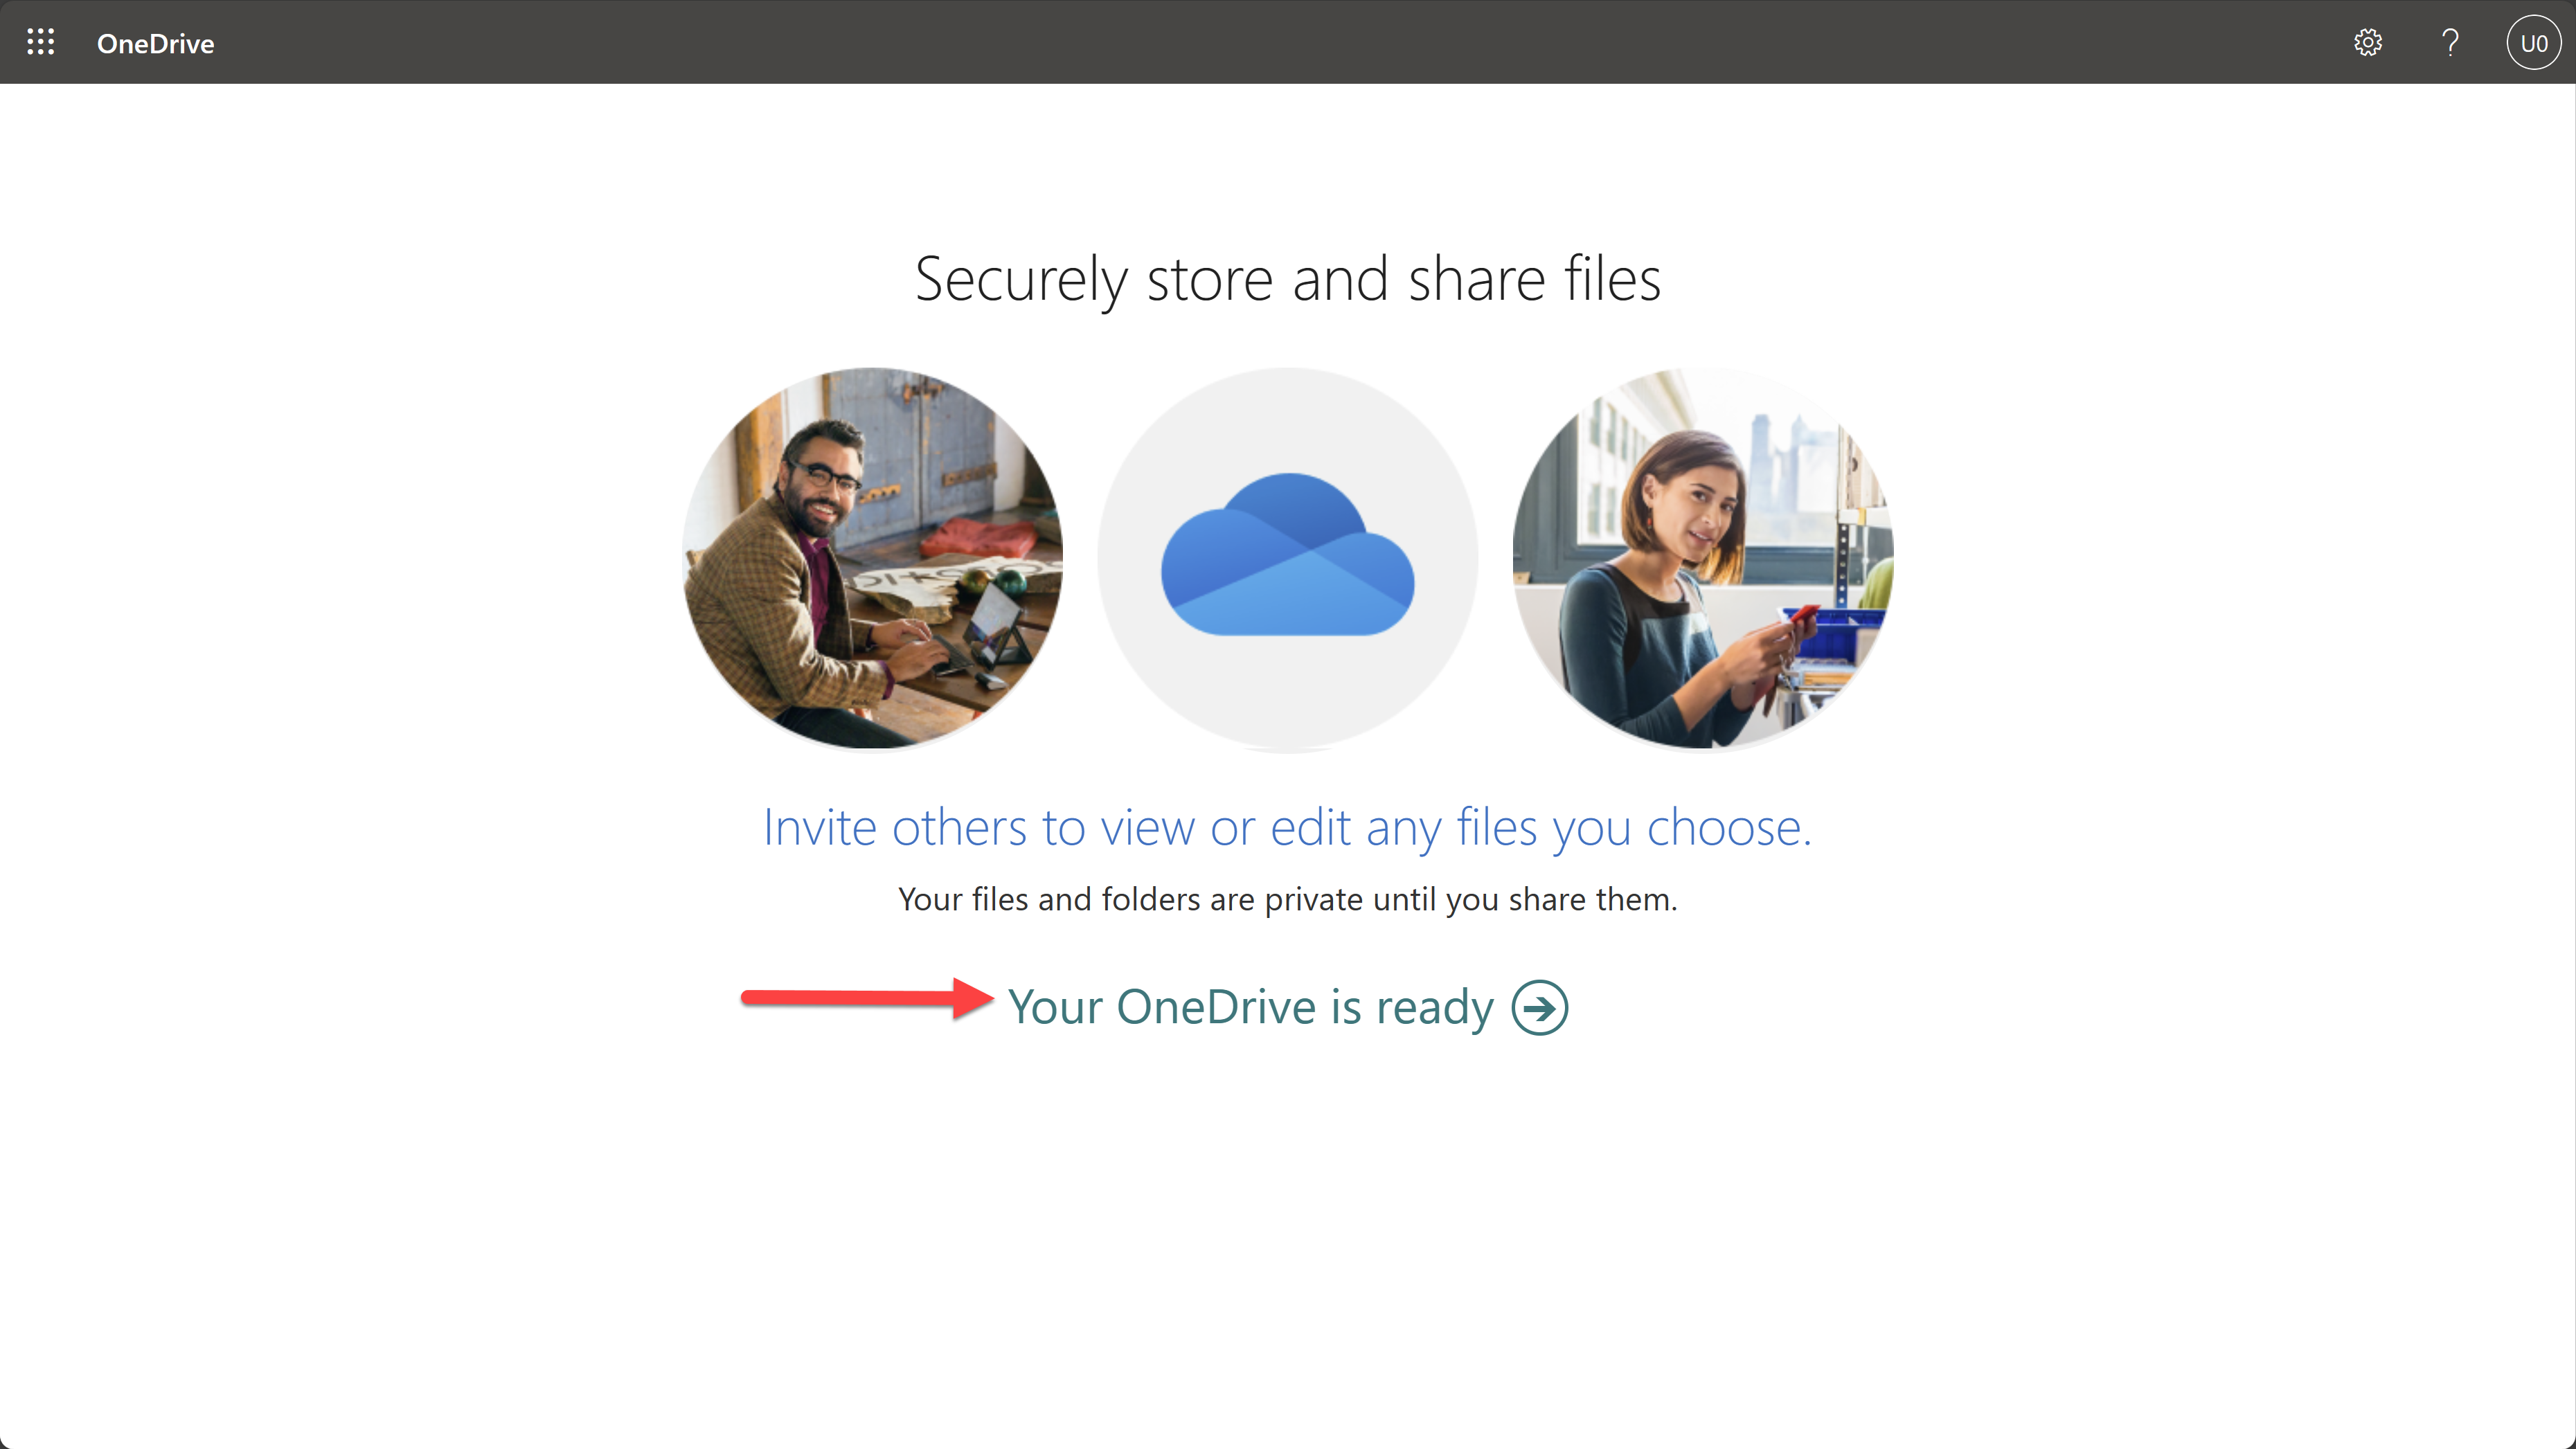 OneDrive
?
U0
Securely store and share files
Invite others to view or edit any files you choose.
Your files and folders are private until you share them.
Your OneDrive is ready